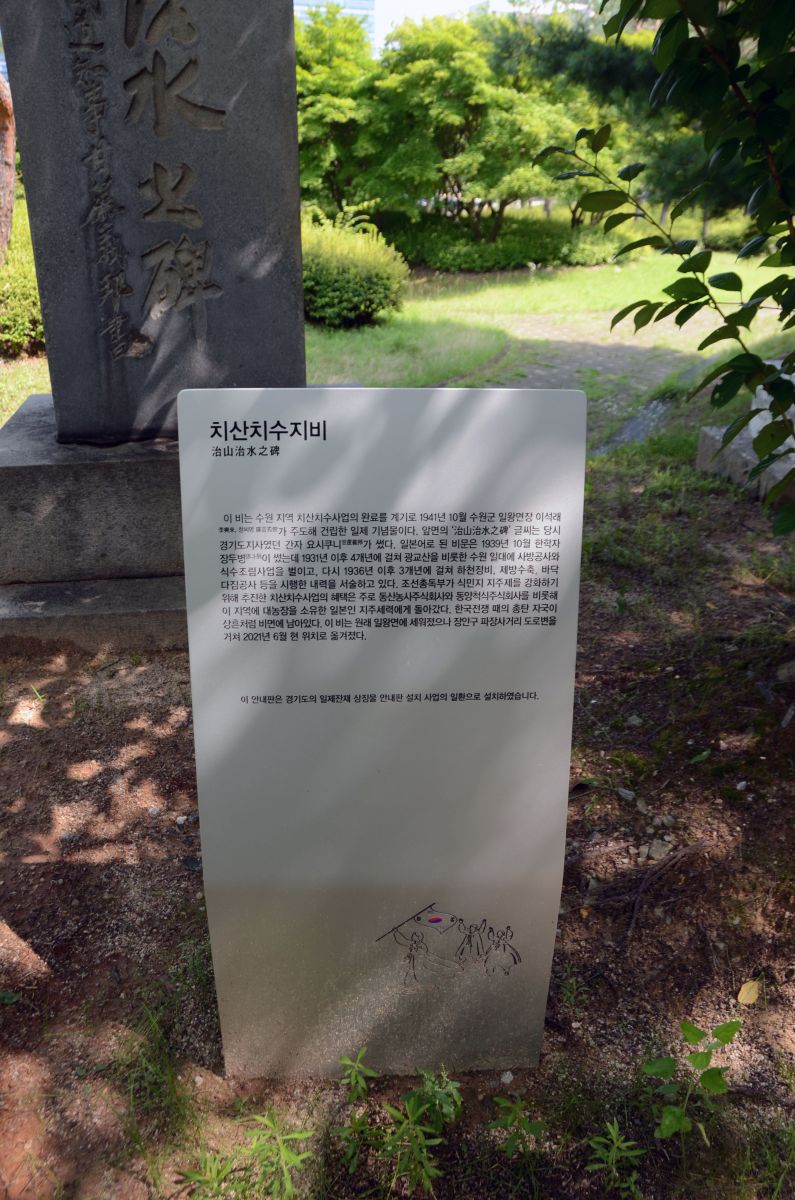 水之碑
道知事甘蔗義邦書
치산치수지비
治山治水之碑
이 비는 수원 지역 치산치수사업의 완료를 계기로 1941년 10월 수원군 일왕면장 이석래
가 주도해 건립한 일제 기념물이다. 앞면의 '治山治水之碑' 글씨는 당시
경기도지사였던 간자 요시쿠니甘蔗義邦가 썼다. 일본어로 된 비문은 1939년 10월 한학자
장두병이 썼는데 1931년 이후 4개년에 걸쳐 광교산을 비롯한 수원 일대에 사방공사와
식수조림사업을 벌이고, 다시 1936년 이후 3개년에 걸쳐 하천정비, 제방수축, 바닥
다짐공사 등을 시행한 내력을 서술하고 있다. 조선총독부가 식민지 지주제를 강화하기
위해 추진한 치산치수사업의 혜택은 주로 동산농사주식회사와 동양척식주식회사를 비롯해
이 지역에 대농장을 소유한 일본인 지주세력에게 돌아갔다. 한국전쟁 때의 총탄 자국이
상흔처럼 비면에 남아있다. 이 비는 원래 일왕면에 세워졌으나 장안구 파장사거리 도로변을
거쳐 2021년 6월 현 위치로 옮겨졌다.
이 안내판은 경기도의 일제잔재 상징물 안내판 설치 사업의 일환으로 설치하였습니다.